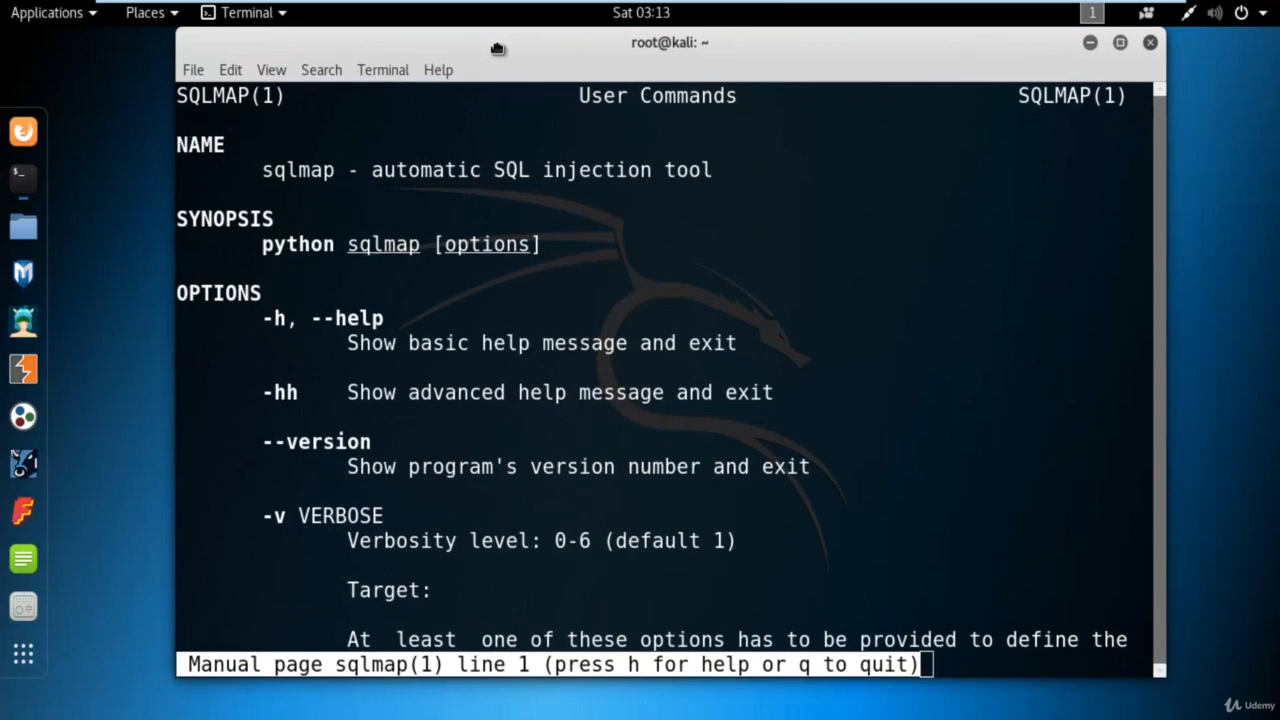 Applications Places Terminal Sat 03:13 1
root@kali: ~
File Edit View Search Terminal Help
SQLMAP(1) User Commands SQLMAP(1)
NAME
sqlmap - automatic SQL injection tool
SYNOPSIS
python sqlmap [options]
OPTIONS
-h, --help
Show basic help message and exit
-hh Show advanced help message and exit
--version
Show program's version number and exit
-v VERBOSE
Verbosity level: 0-6 (default 1)
Target:
At least one of these options has to be provided to define the
Manual page sqlmap(1) line 1 (press h for help or q to quit)
Udemy